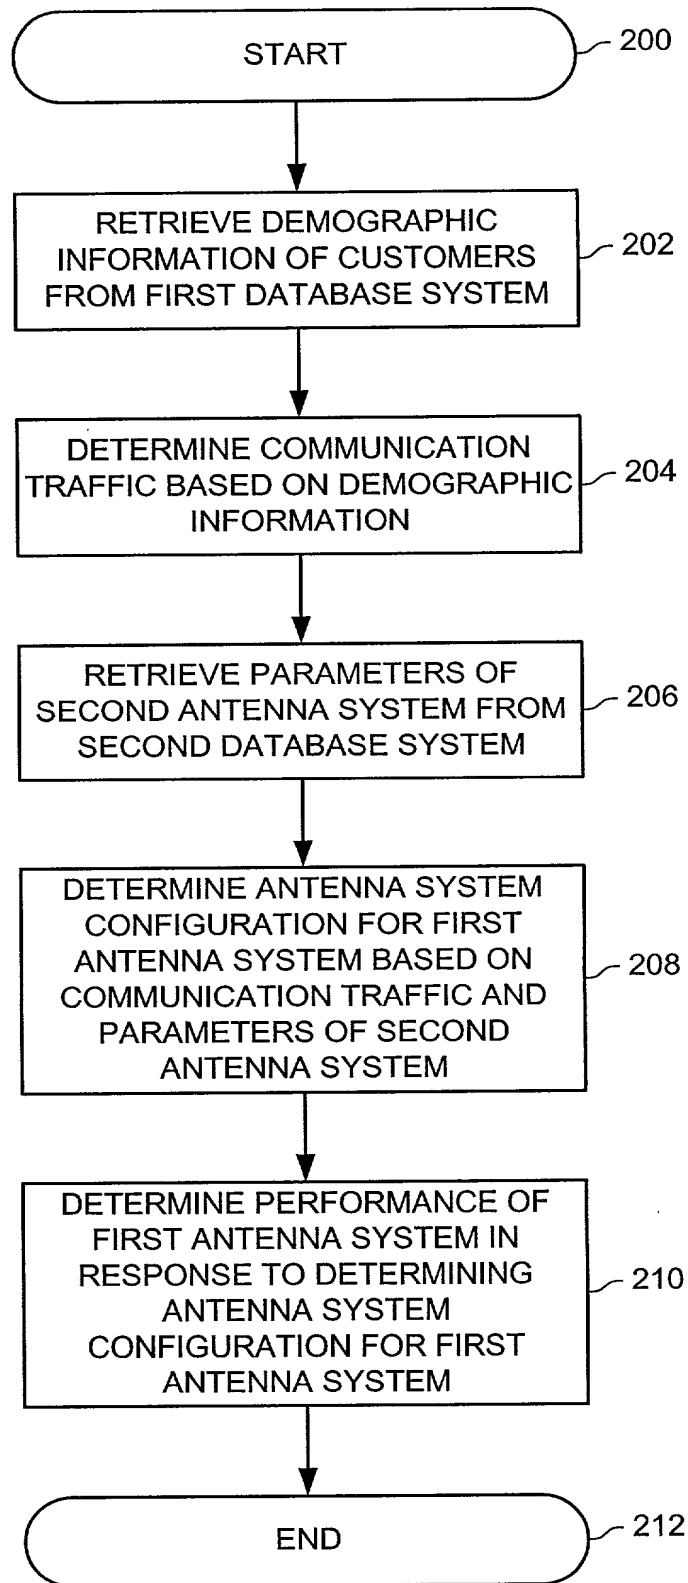 START
200
RETRIEVE DEMOGRAPHIC
INFORMATION OF CUSTOMERS
FROM FIRST DATABASE SYSTEM
202
DETERMINE COMMUNICATION
TRAFFIC BASED ON DEMOGRAPHIC
INFORMATION
204
RETRIEVE PARAMETERS OF
SECOND ANTENNA SYSTEM FROM
SECOND DATABASE SYSTEM
206
DETERMINE ANTENNA SYSTEM
CONFIGURATION FOR FIRST
ANTENNA SYSTEM BASED ON
COMMUNICATION TRAFFIC AND
PARAMETERS OF SECOND
ANTENNA SYSTEM
208
DETERMINE PERFORMANCE OF
FIRST ANTENNA SYSTEM IN
RESPONSE TO DETERMINING
ANTENNA SYSTEM
CONFIGURATION FOR FIRST
ANTENNA SYSTEM
210
END
212